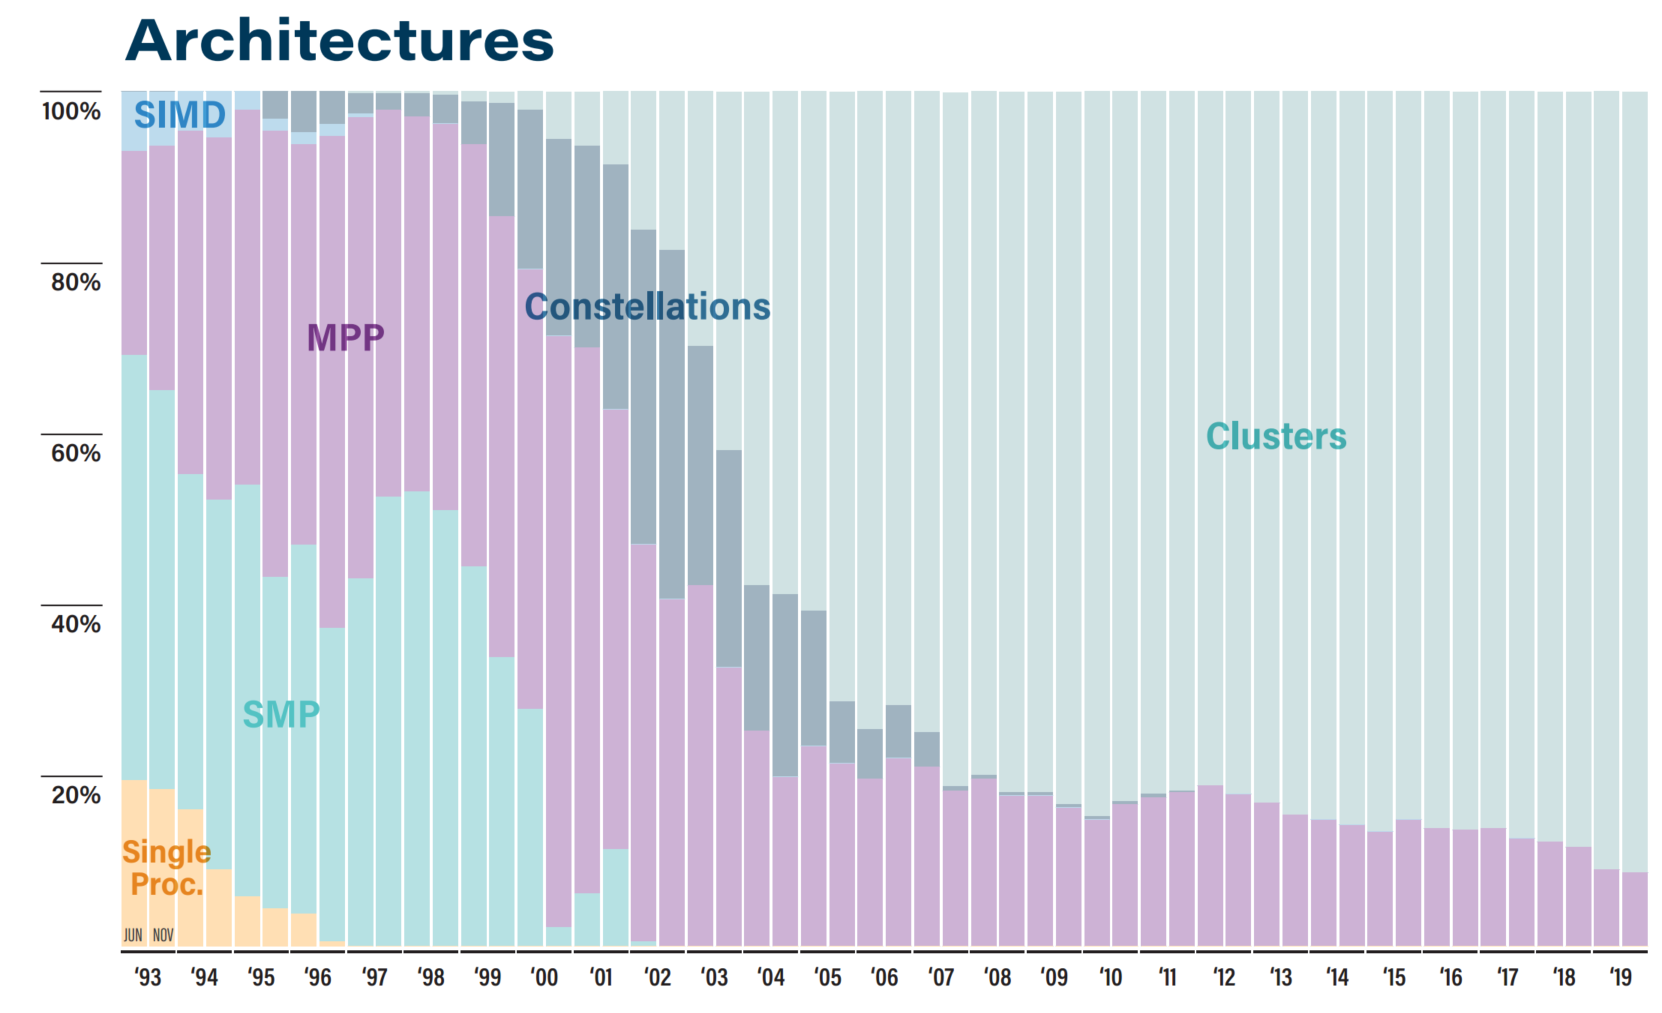 Architectures
100%
80%
60%
40%
20%
SIMD
MPP
Constellations
Clusters
SMP
Single
Proc.
JUN NOV
‘93 ‘94 ‘95 ‘96 ‘97 ‘98 ‘99 ‘00 ‘01 ‘02 ‘03 ‘04 ‘05 ‘06 ‘07 ‘08 ‘09 ‘10 ‘11 ‘12 ‘13 ‘14 ‘15 ‘16 ‘17 ‘18 ‘19